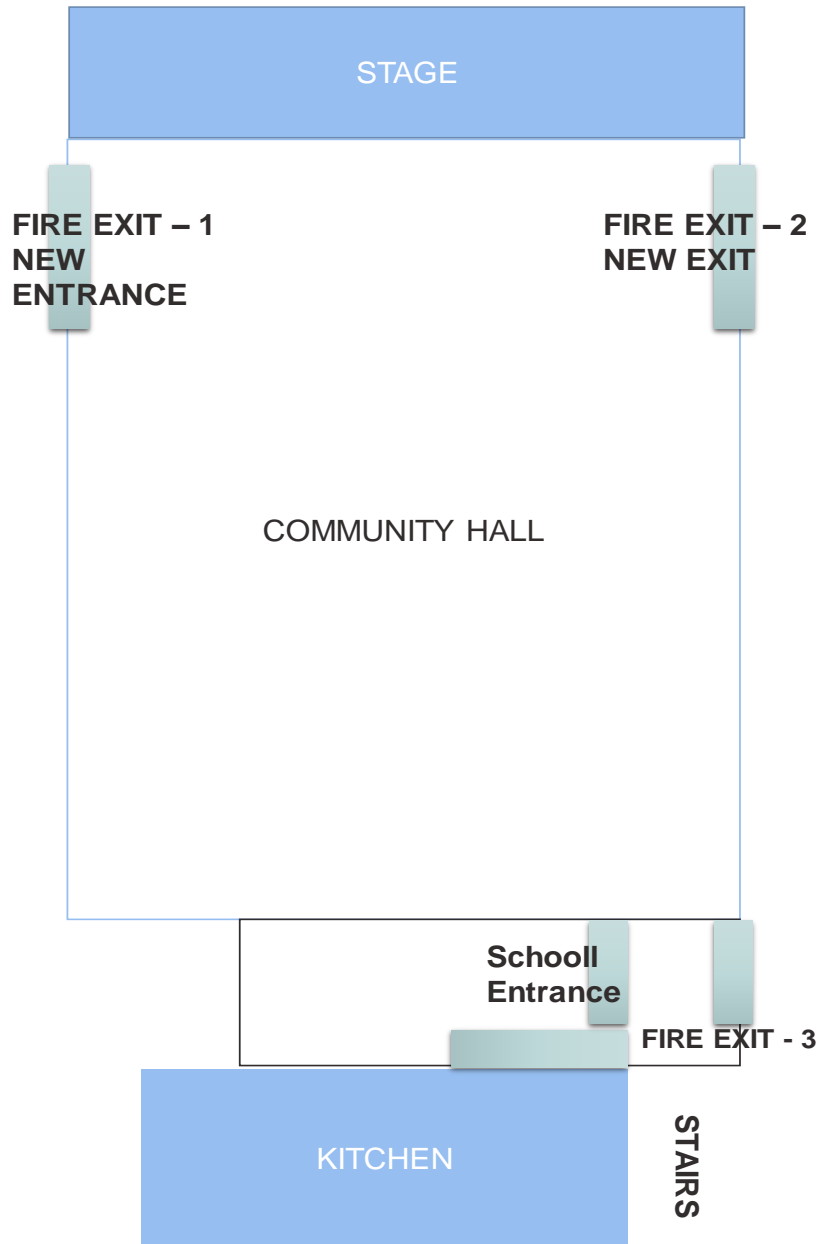 STAGE
FIRE EXIT – 1
NEW
ENTRANCE
FIRE EXIT – 2
NEW EXIT
COMMUNITY HALL
Schooll
Entrance
FIRE EXIT - 3
KITCHEN
STAIRS